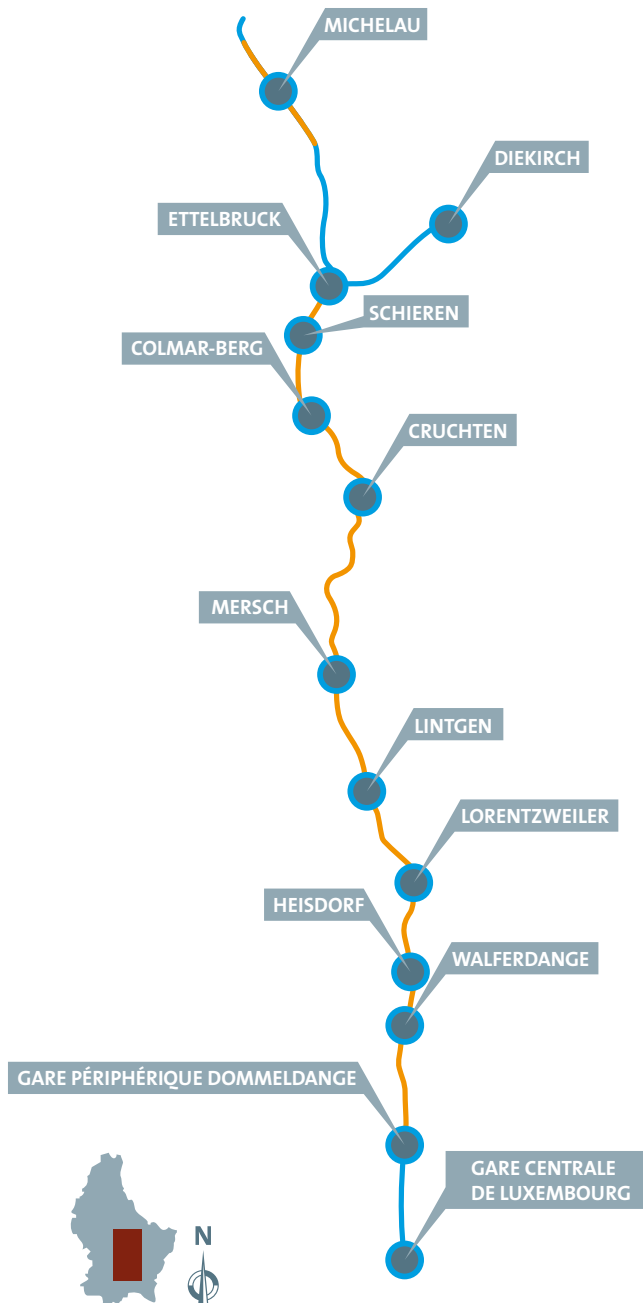 MICHELAU
DIEKIRCH
ETTELBRUCK
SCHIEREN
COLMAR-BERG
CRUCHTEN
MERSCH
LINTGEN
LORENTZWEILER
HEISDORF
WALFERDANGE
GARE PÉRIPHÉRIQUE DOMMELDANGE
GARE CENTRALE
DE LUXEMBOURG
N